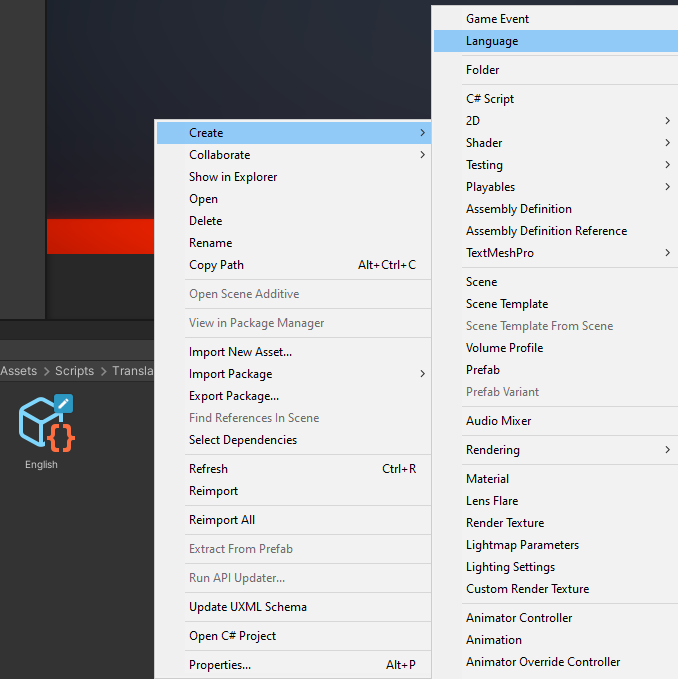 Game Event
Language
Folder
C# Script
2D
Shader
Testing
Playables
Assembly Definition
Assembly Definition Reference
TextMeshPro
Scene
Scene Template
Scene Template From Scene
Volume Profile
Prefab
Prefab Variant
Audio Mixer
Rendering
Material
Lens Flare
Render Texture
Lightmap Parameters
Lighting Settings
Custom Render Texture
Animator Controller
Animation
Animator Override Controller
Create
Collaborate
Show in Explorer
Open
Delete
Rename
Copy Path Alt+Ctrl+C
Open Scene Additive
View in Package Manager
Import New Asset...
Import Package
Export Package...
Find References In Scene
Select Dependencies
Refresh Ctrl+R
Reimport
Reimport All
Extract From Prefab
Run API Updater...
Update UXML Schema
Open C# Project
Properties... Alt+P
Assets > Scripts > Transla
English